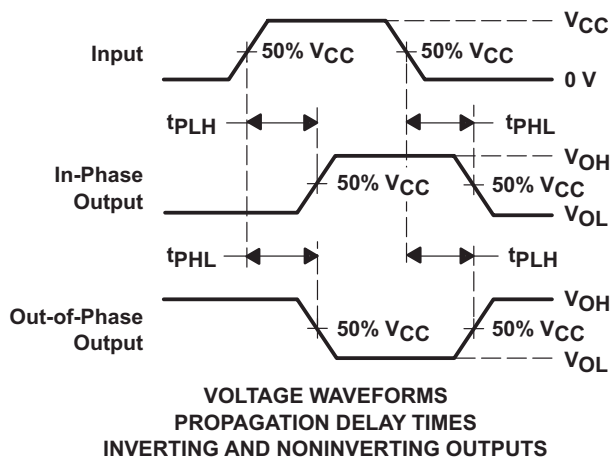 VCC
Input
50% VCC
50% VCC
0 V
tPLH
tPHL
In-Phase
Output
VOH
50% VCC
50% VCC
VOL
tPHL
tPLH
Out-of-Phase
Output
VOH
50% VCC
50% VCC
VOL
VOLTAGE WAVEFORMS
PROPAGATION DELAY TIMES
INVERTING AND NONINVERTING OUTPUTS